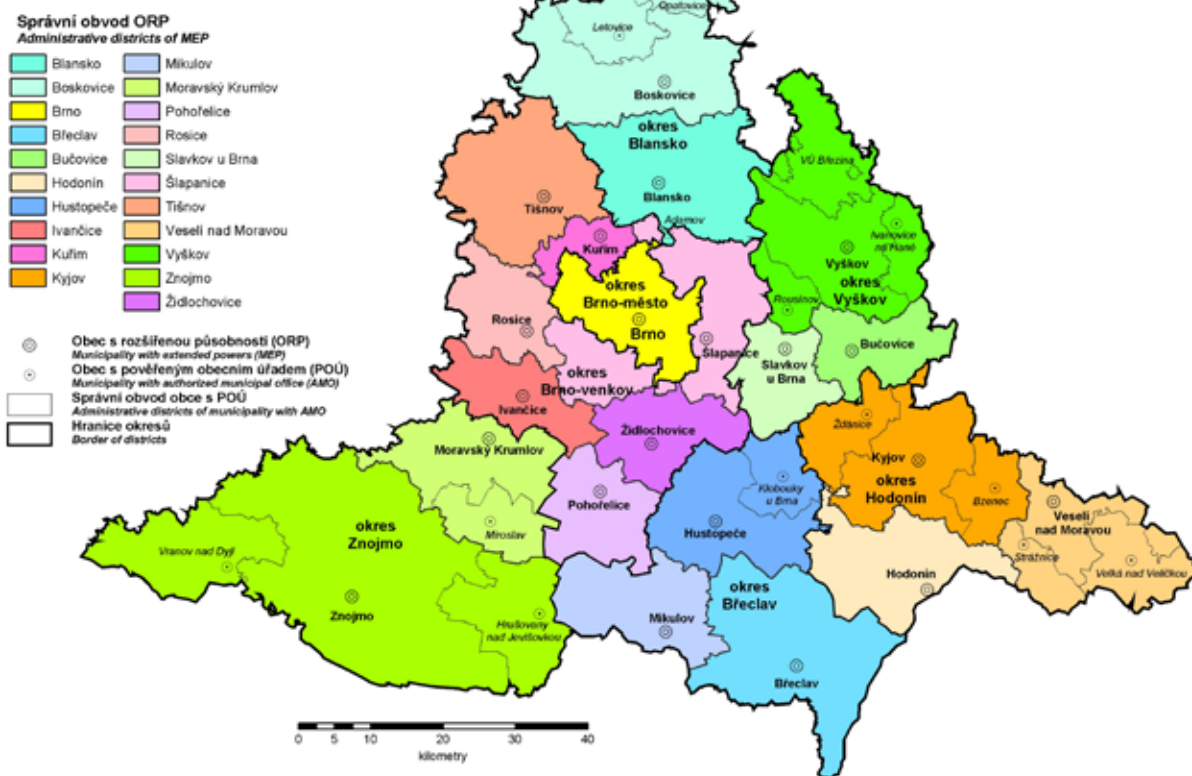 Správní obvod ORP
Administrative districts of MEP
Blansko
Boskovice
Brno
Břeclav
Bučovice
Hodonín
Hustopeče
Ivančice
Kuřim
Kyjov
Mikulov
Moravský Krumlov
Pohořelice
Rosice
Slavkov u Brna
Šlapanice
Tišnov
Veselí nad Moravou
Vyškov
Znojmo
Židlochovice
Obec s rozšířenou působností (ORP)
Municipality with extended powers (MEP)
Obec s pověřeným obecním úřadem (POÚ)
Municipality with authorized municipal office (AMO)
Správní obvod obce s POÚ
Administrative districts of municipality with AMO
Hranice okresů
Border of districts
Opatovice
Letovice
Boskovice
okres
Blansko
Blansko
Adamov
Tišnov
Kuřim
VÚ Březina
Ivanovice
na Hané
Vyškov
okres
Vyškov
Rousínov
okres
Brno-město
Brno
Rosice
Šlapanice
Slavkov
u Brna
Bučovice
okres
Brno-venkov
Ivančice
Židlochovice
Ždánice
Kyjov
okres
Hodonín
Bzenec
Moravský Krumlov
Miroslav
Pohořelice
Klobouky
u Brna
Hustopeče
Veselí
nad Moravou
Strážnice
Velká nad Veličkou
okres
Znojmo
Vranov nad Dyjí
Znojmo
Hrušovany
nad Jevišovkou
Mikulov
okres
Břeclav
Hodonín
Břeclav
0 5 10 20 30 40
kilometry